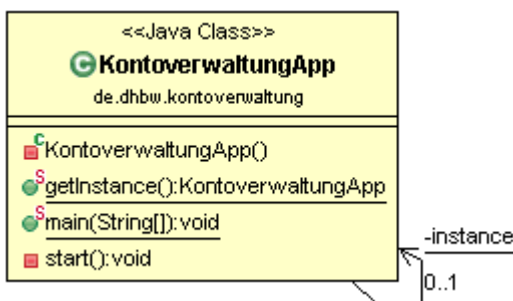 <<Java Class>>
KontoverwaltungApp
de.dhbw.kontoverwaltung
KontoverwaltungApp()
getInstance():KontoverwaltungApp
main(String[]):void
start():void
-instance
0..1